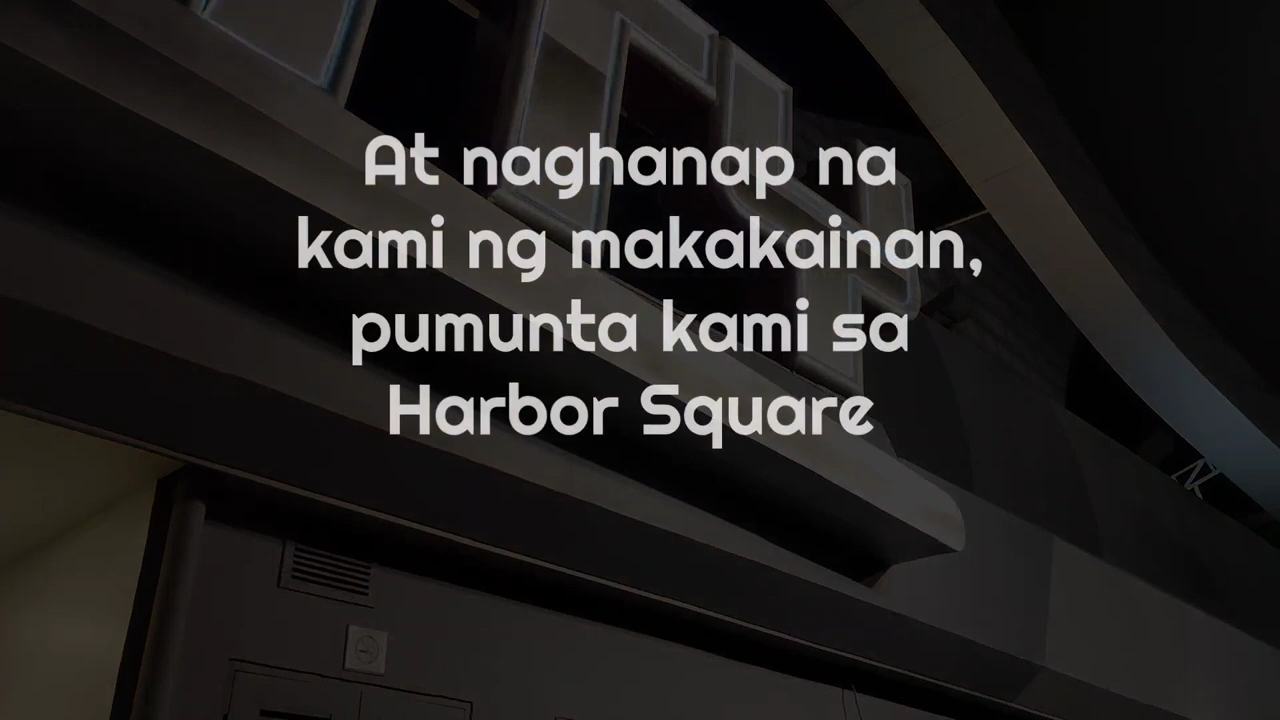 At naghanap na
kami ng makakainan,
pumunta kami sa
Harbor Square